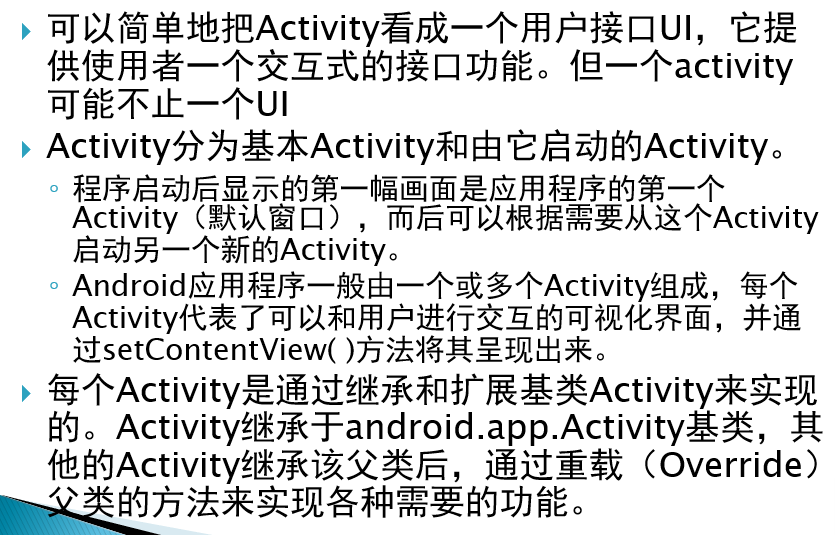 可以简单地把Activity看成一个用户接口UI，它提
供使用者一个交互式的接口功能。但一个activity
可能不止一个UI
Activity分为基本Activity和由它启动的Activity。
程序启动后显示的第一幅画面是应用程序的第一个
Activity（默认窗口），而后可以根据需要从这个Activity
启动另一个新的Activity。
Android应用程序一般由一个或多个Activity组成，每个
Activity代表了可以和用户进行交互的可视化界面，并通
过setContentView( )方法将其呈现出来。
每个Activity是通过继承和扩展基类Activity来实现
的。Activity继承于android.app.Activity基类，其
他的Activity继承该父类后，通过重载（Override）
父类的方法来实现各种需要的功能。